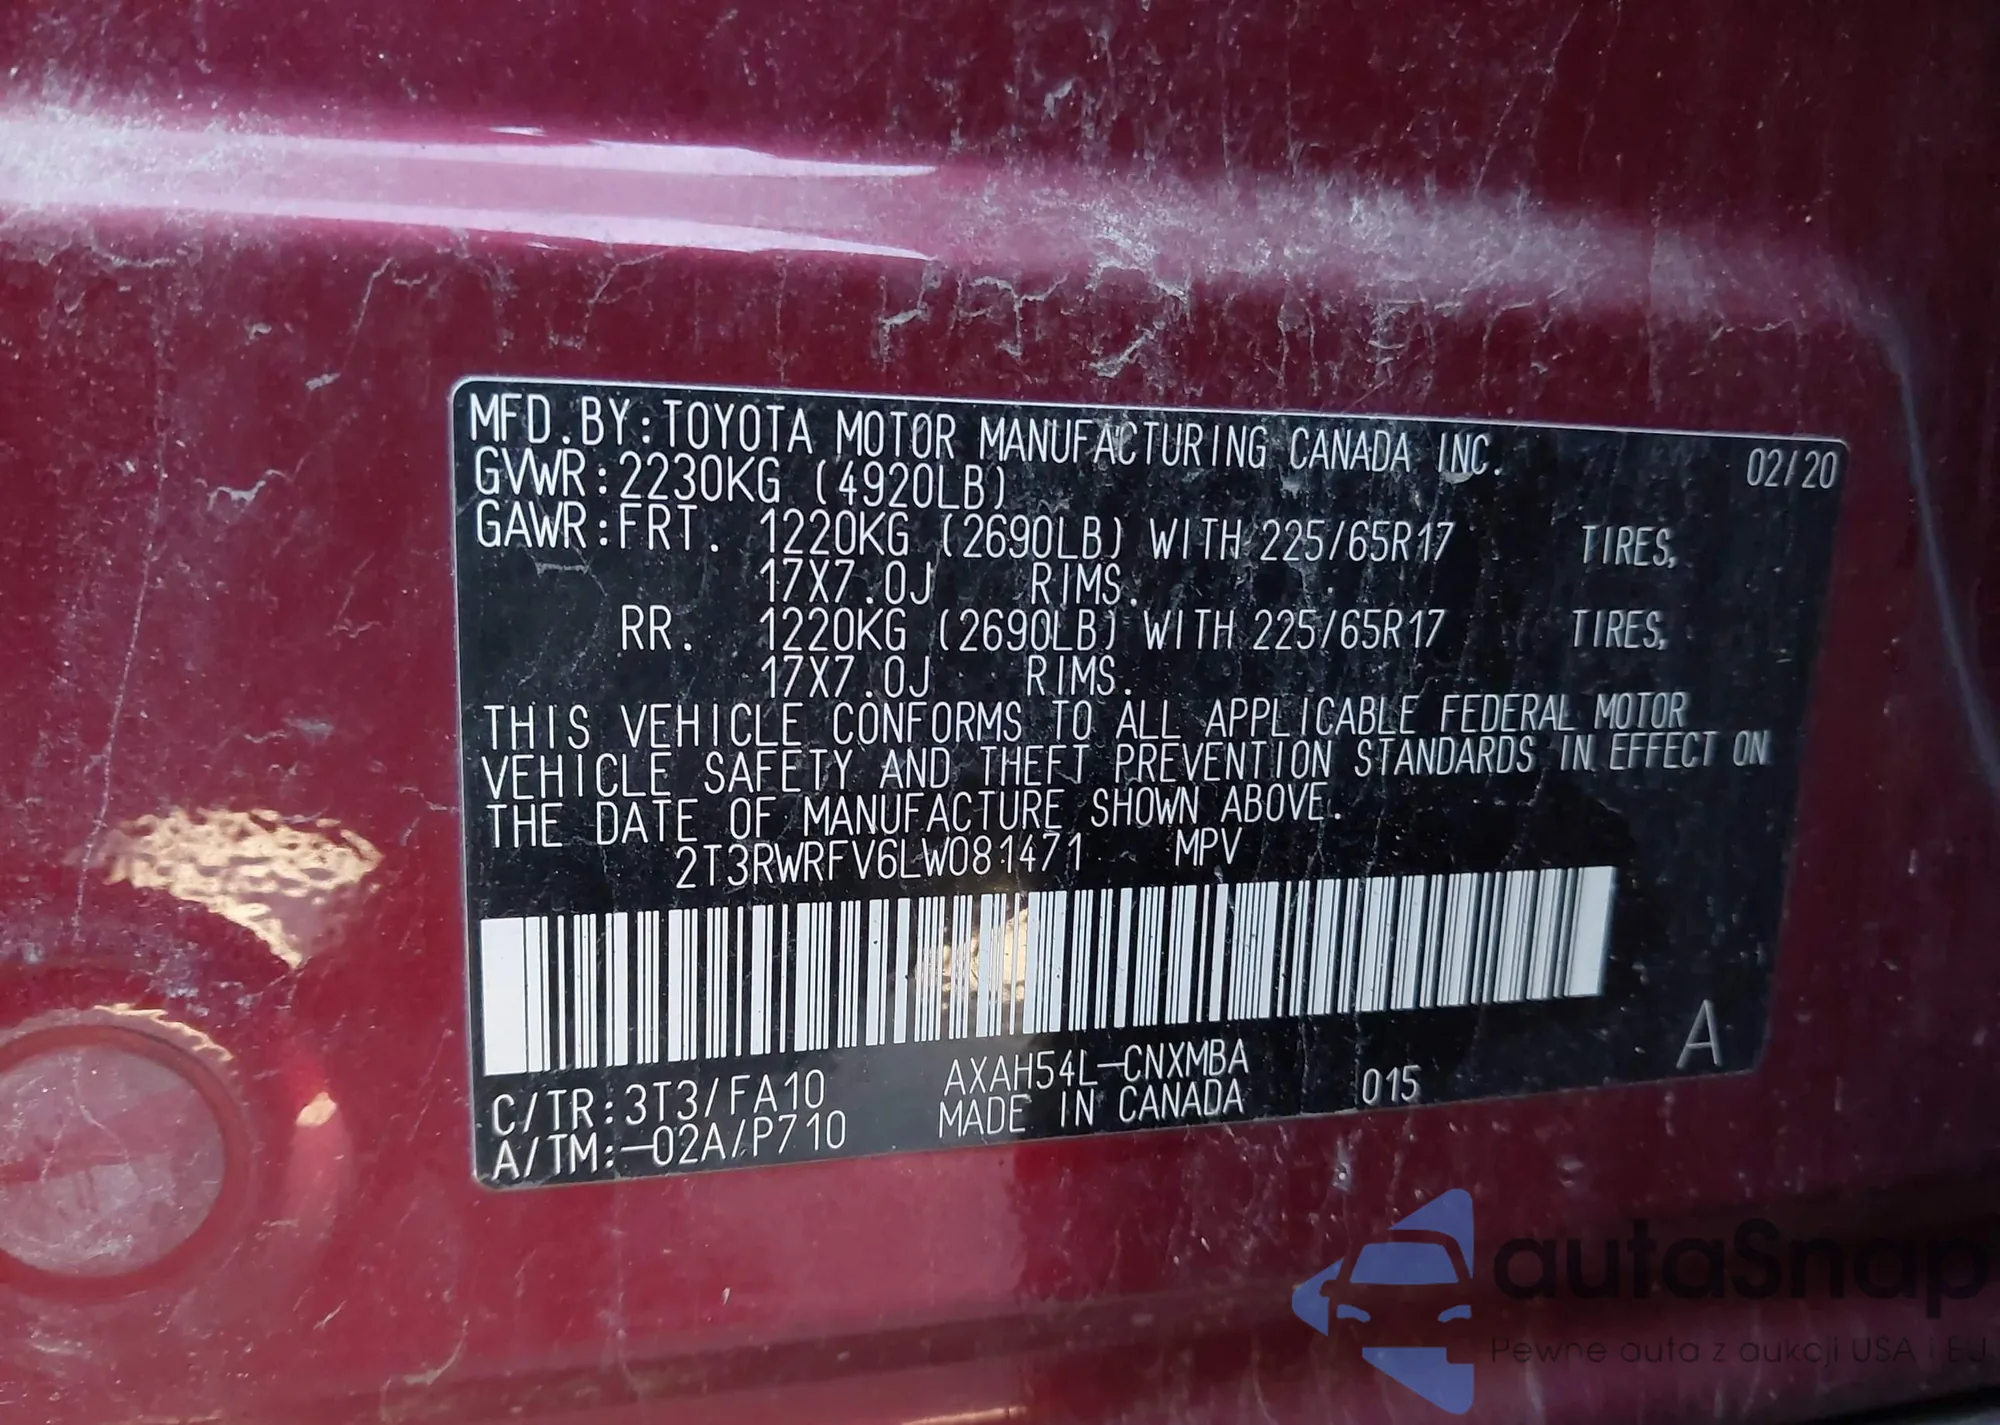 MFD.BY:TOYOTA MOTOR MANUFACTURING CANADA INC. 02/20
GVWR:2230KG (4920LB)
GAWR:FRT. 1220KG (2690LB) WITH 225/65R17 TIRES,
17X7.0J RIMS.
RR. 1220KG (2690LB) WITH 225/65R17 TIRES,
17X7.0J RIMS.
THIS VEHICLE CONFORMS TO ALL APPLICABLE FEDERAL MOTOR
VEHICLE SAFETY AND THEFT PREVENTION STANDARDS IN EFFECT ON
THE DATE OF MANUFACTURE SHOWN ABOVE.
2T3RWRFV6LW081471 MPV
A
C/TR:3T3/FA10 AXAH54L-CNXMBA 015
A/TM:-02A/P710 MADE IN CANADA
autaSnap
Pewne auta z aukcji USA i EU